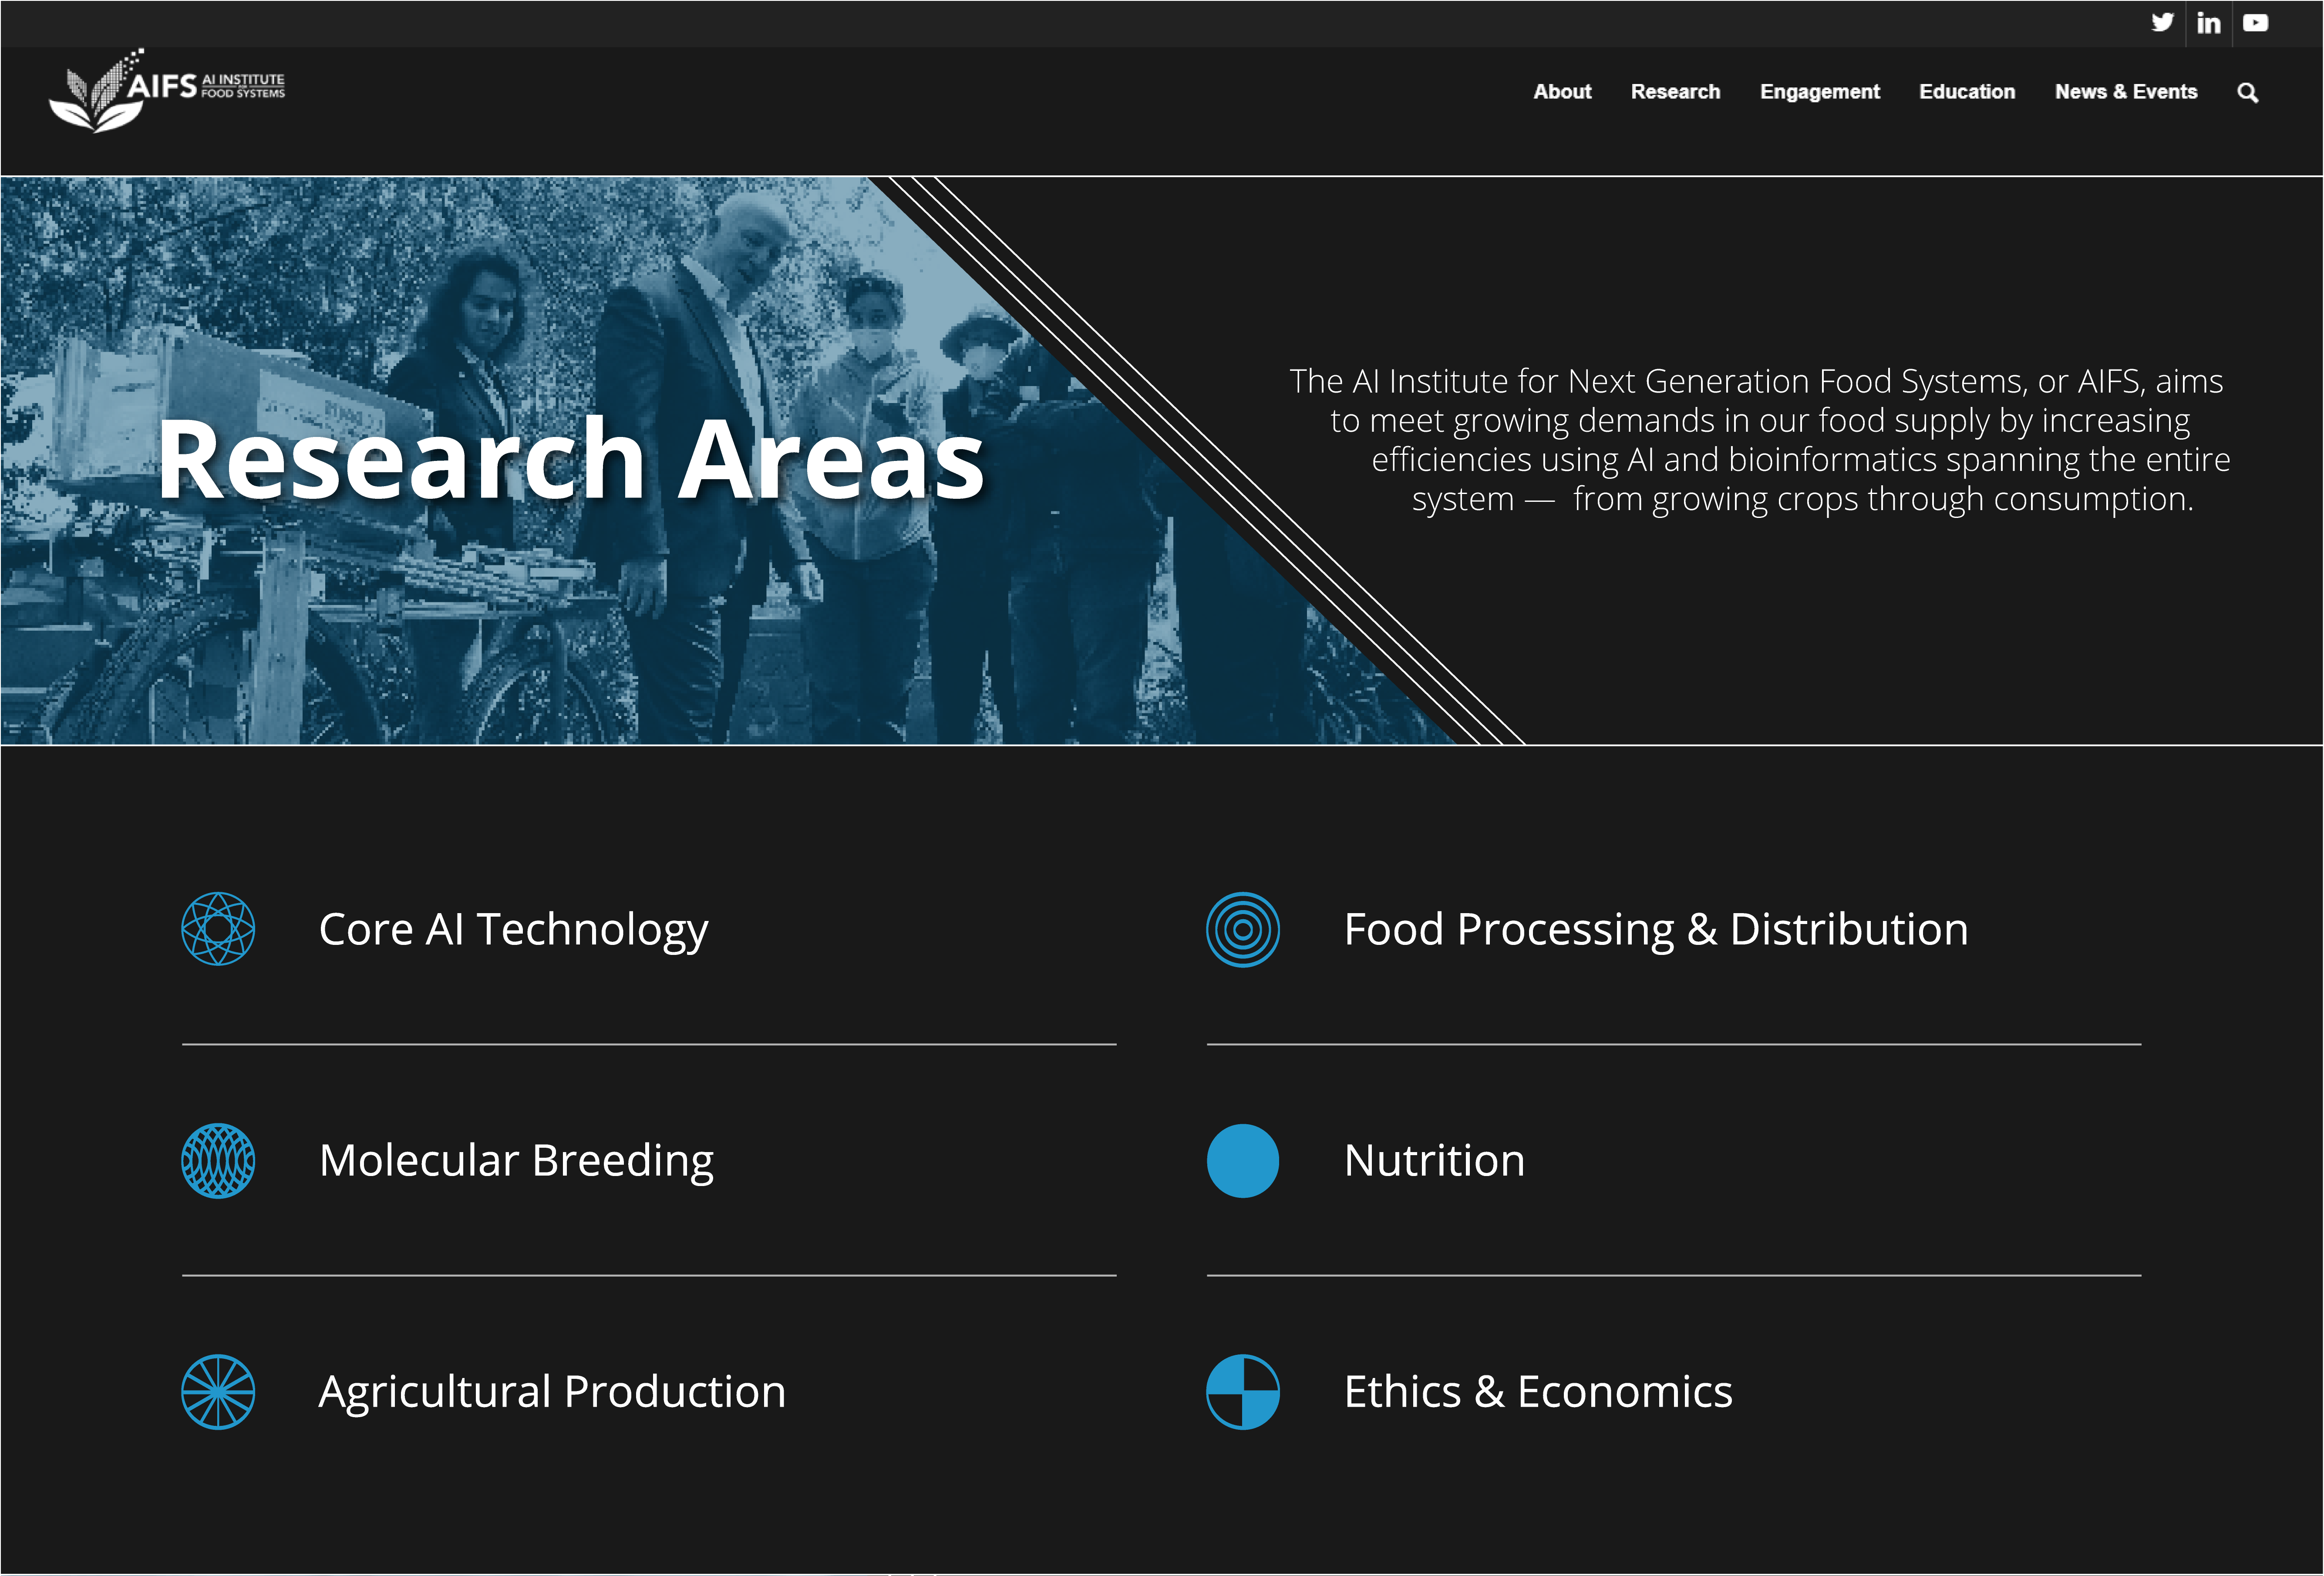 AIFS AI INSTITUTE
FOR
FOOD SYSTEMS
About Research Engagement Education News & Events
Research Areas
The AI Institute for Next Generation Food Systems, or AIFS, aims
to meet growing demands in our food supply by increasing
efficiencies using AI and bioinformatics spanning the entire
system — from growing crops through consumption.
Core AI Technology
Food Processing & Distribution
Molecular Breeding
Nutrition
Agricultural Production
Ethics & Economics